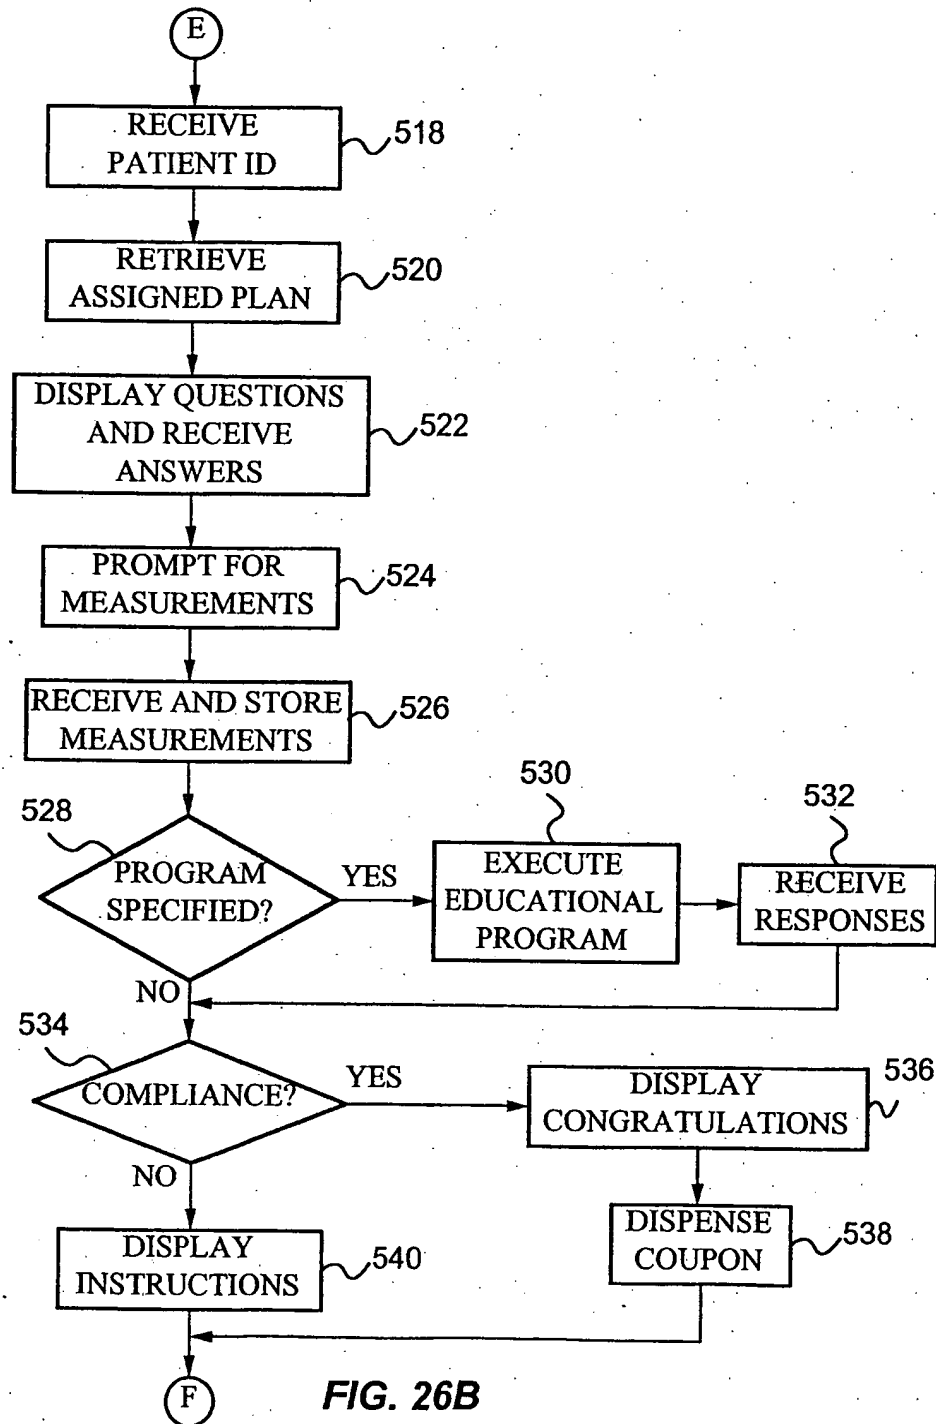 E
RECEIVE
PATIENT ID
518
RETRIEVE
ASSIGNED PLAN
520
DISPLAY QUESTIONS
AND RECEIVE
ANSWERS
522
PROMPT FOR
MEASUREMENTS
524
RECEIVE AND STORE
MEASUREMENTS
526
528
PROGRAM
SPECIFIED?
YES
530
EXECUTE
EDUCATIONAL
PROGRAM
532
RECEIVE
RESPONSES
NO
534
COMPLIANCE?
YES
DISPLAY
CONGRATULATIONS
536
NO
DISPENSE
COUPON
538
DISPLAY
INSTRUCTIONS
540
F
FIG. 26B